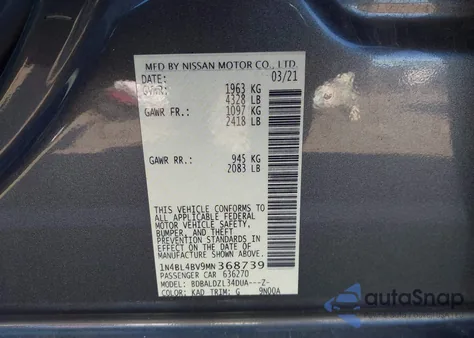 MFD BY NISSAN MOTOR CO., LTD.
DATE: 03/21
GVWR: 1963 KG
4328 LB
GAWR FR.: 1097 KG
2418 LB
GAWR RR.: 945 KG
2083 LB
THIS VEHICLE CONFORMS TO
ALL APPLICABLE FEDERAL
MOTOR VEHICLE SAFETY,
BUMPER, AND THEFT
PREVENTION STANDARDS
IN EFFECT ON THE DATE OF
MANUFACTURE SHOWN ABOVE.
1N4BL4BV9MN368739
PASSENGER CAR 636270
MODEL: BDBALDZL34DUA---Z-
COLOR: KAD TRIM: G 9N00A
autoSnap